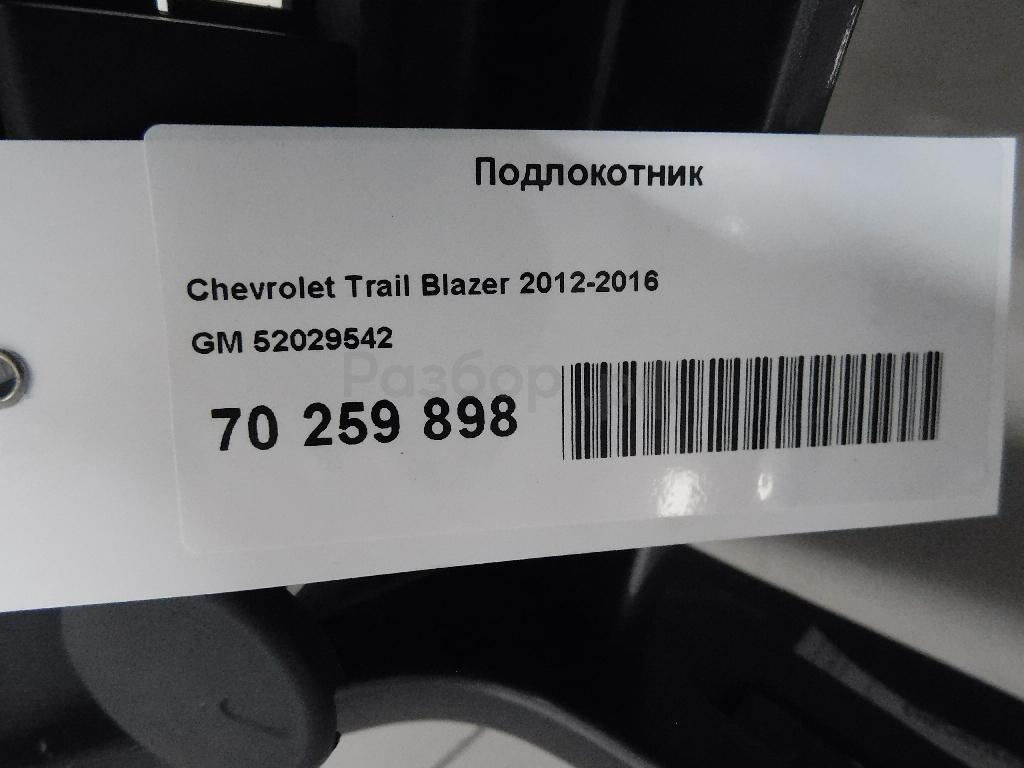 Подлокотник
Chevrolet Trail Blazer 2012-2016
GM 52029542
70 259 898